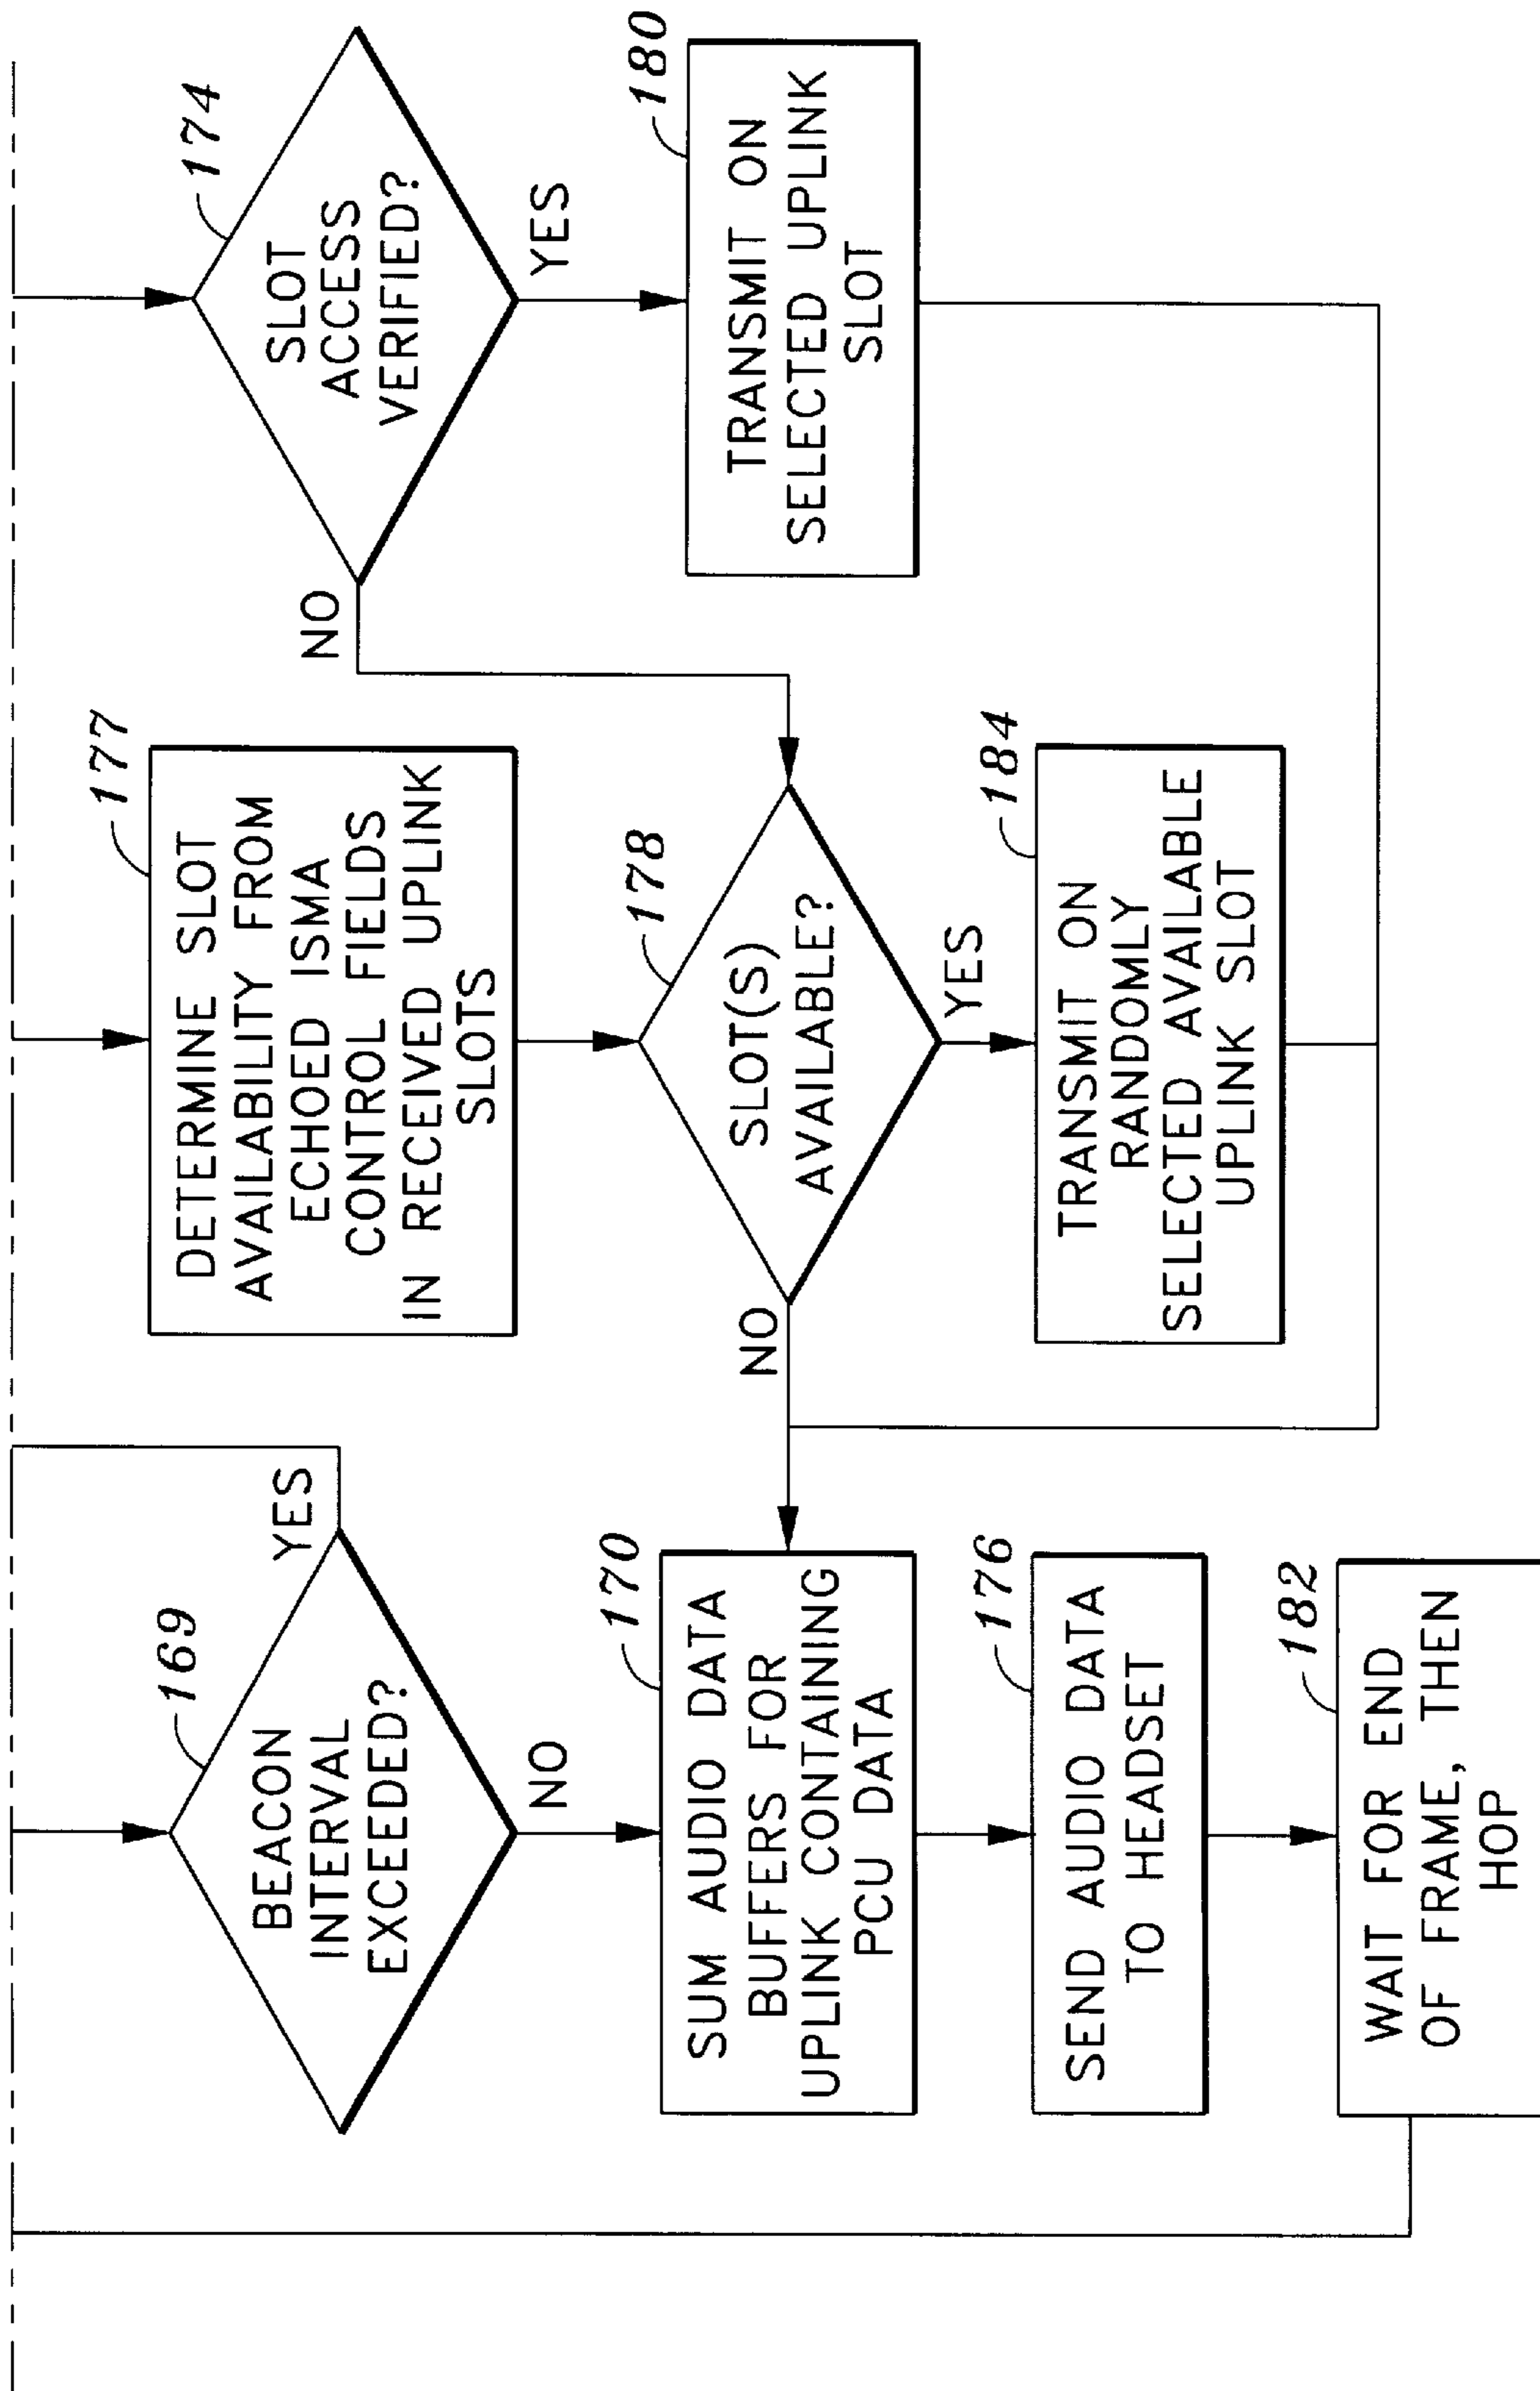 169
BEACON
INTERVAL
EXCEEDED?
YES
NO
170
SUM AUDIO DATA
BUFFERS FOR
UPLINK CONTAINING
PCU DATA
176
SEND AUDIO DATA
TO HEADSET
182
WAIT FOR END
OF FRAME, THEN
HOP
177
DETERMINE SLOT
AVAILABILITY FROM
ECHOED ISMA
CONTROL FIELDS
IN RECEIVED UPLINK
SLOTS
178
SLOT(S)
AVAILABLE?
NO
YES
184
TRANSMIT ON
RANDOMLY
SELECTED AVAILABLE
UPLINK SLOT
174
SLOT
ACCESS
VERIFIED?
NO
YES
180
TRANSMIT ON
SELECTED UPLINK
SLOT